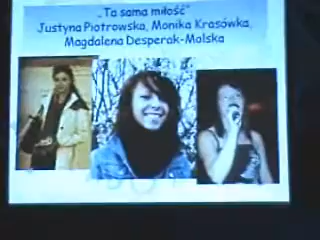 „Ta sama miłość"
Justyna Piotrowska, Monika Krasówka,
Magdalena Desperak-Molska